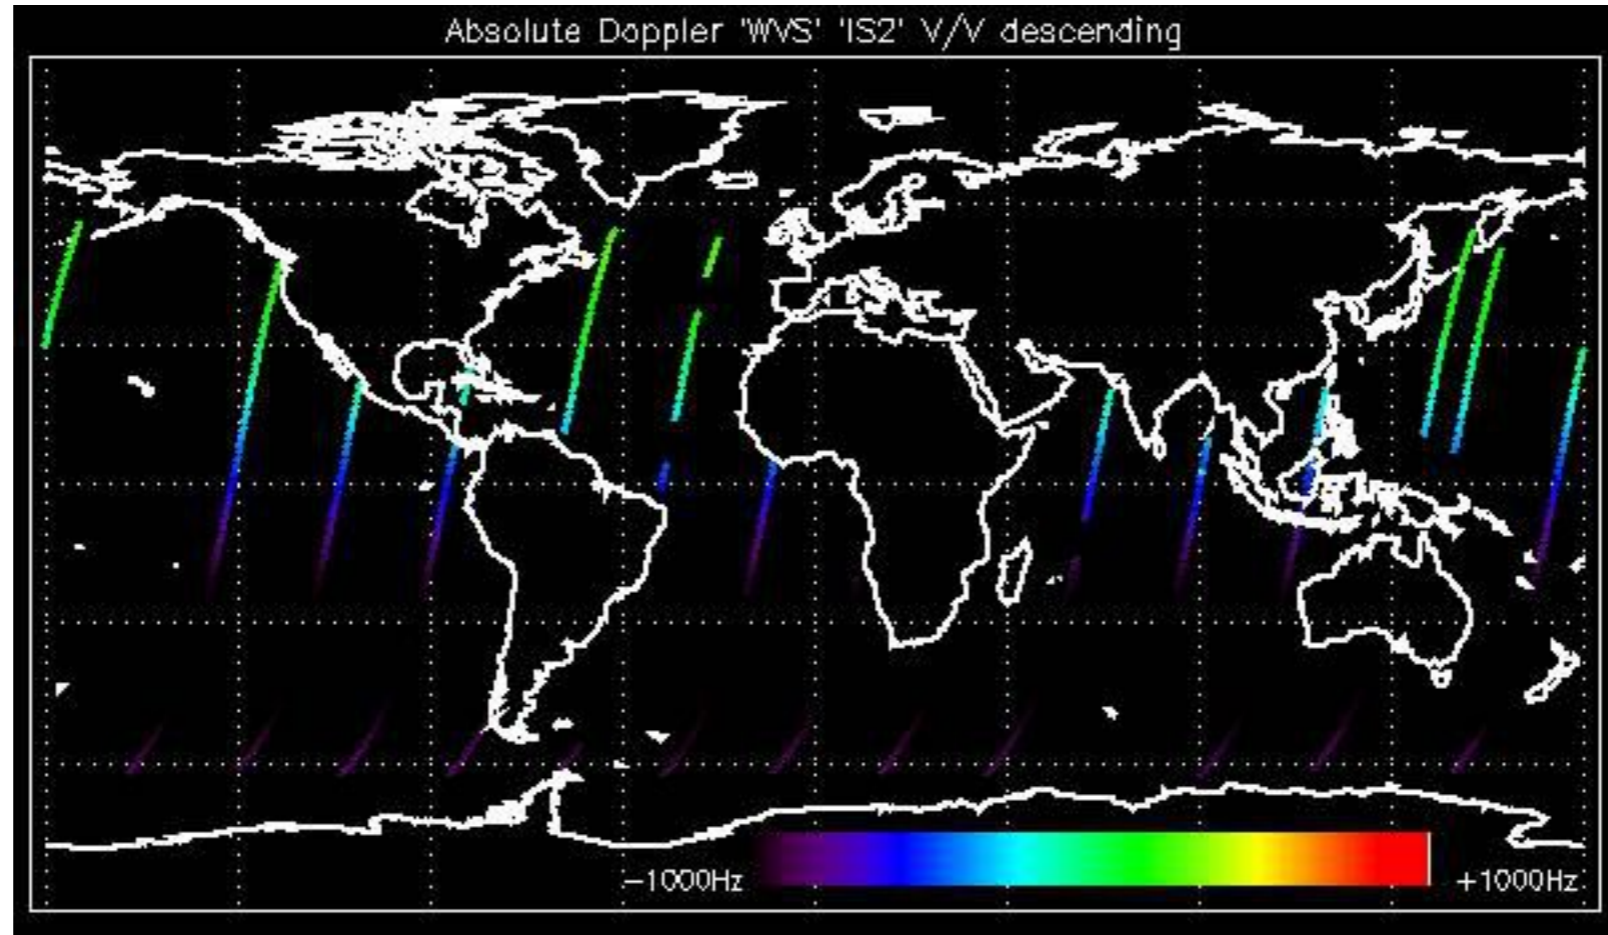 Absolute Doppler 'WVS' 'IS2' V/V descending
−1000Hz
+1000Hz